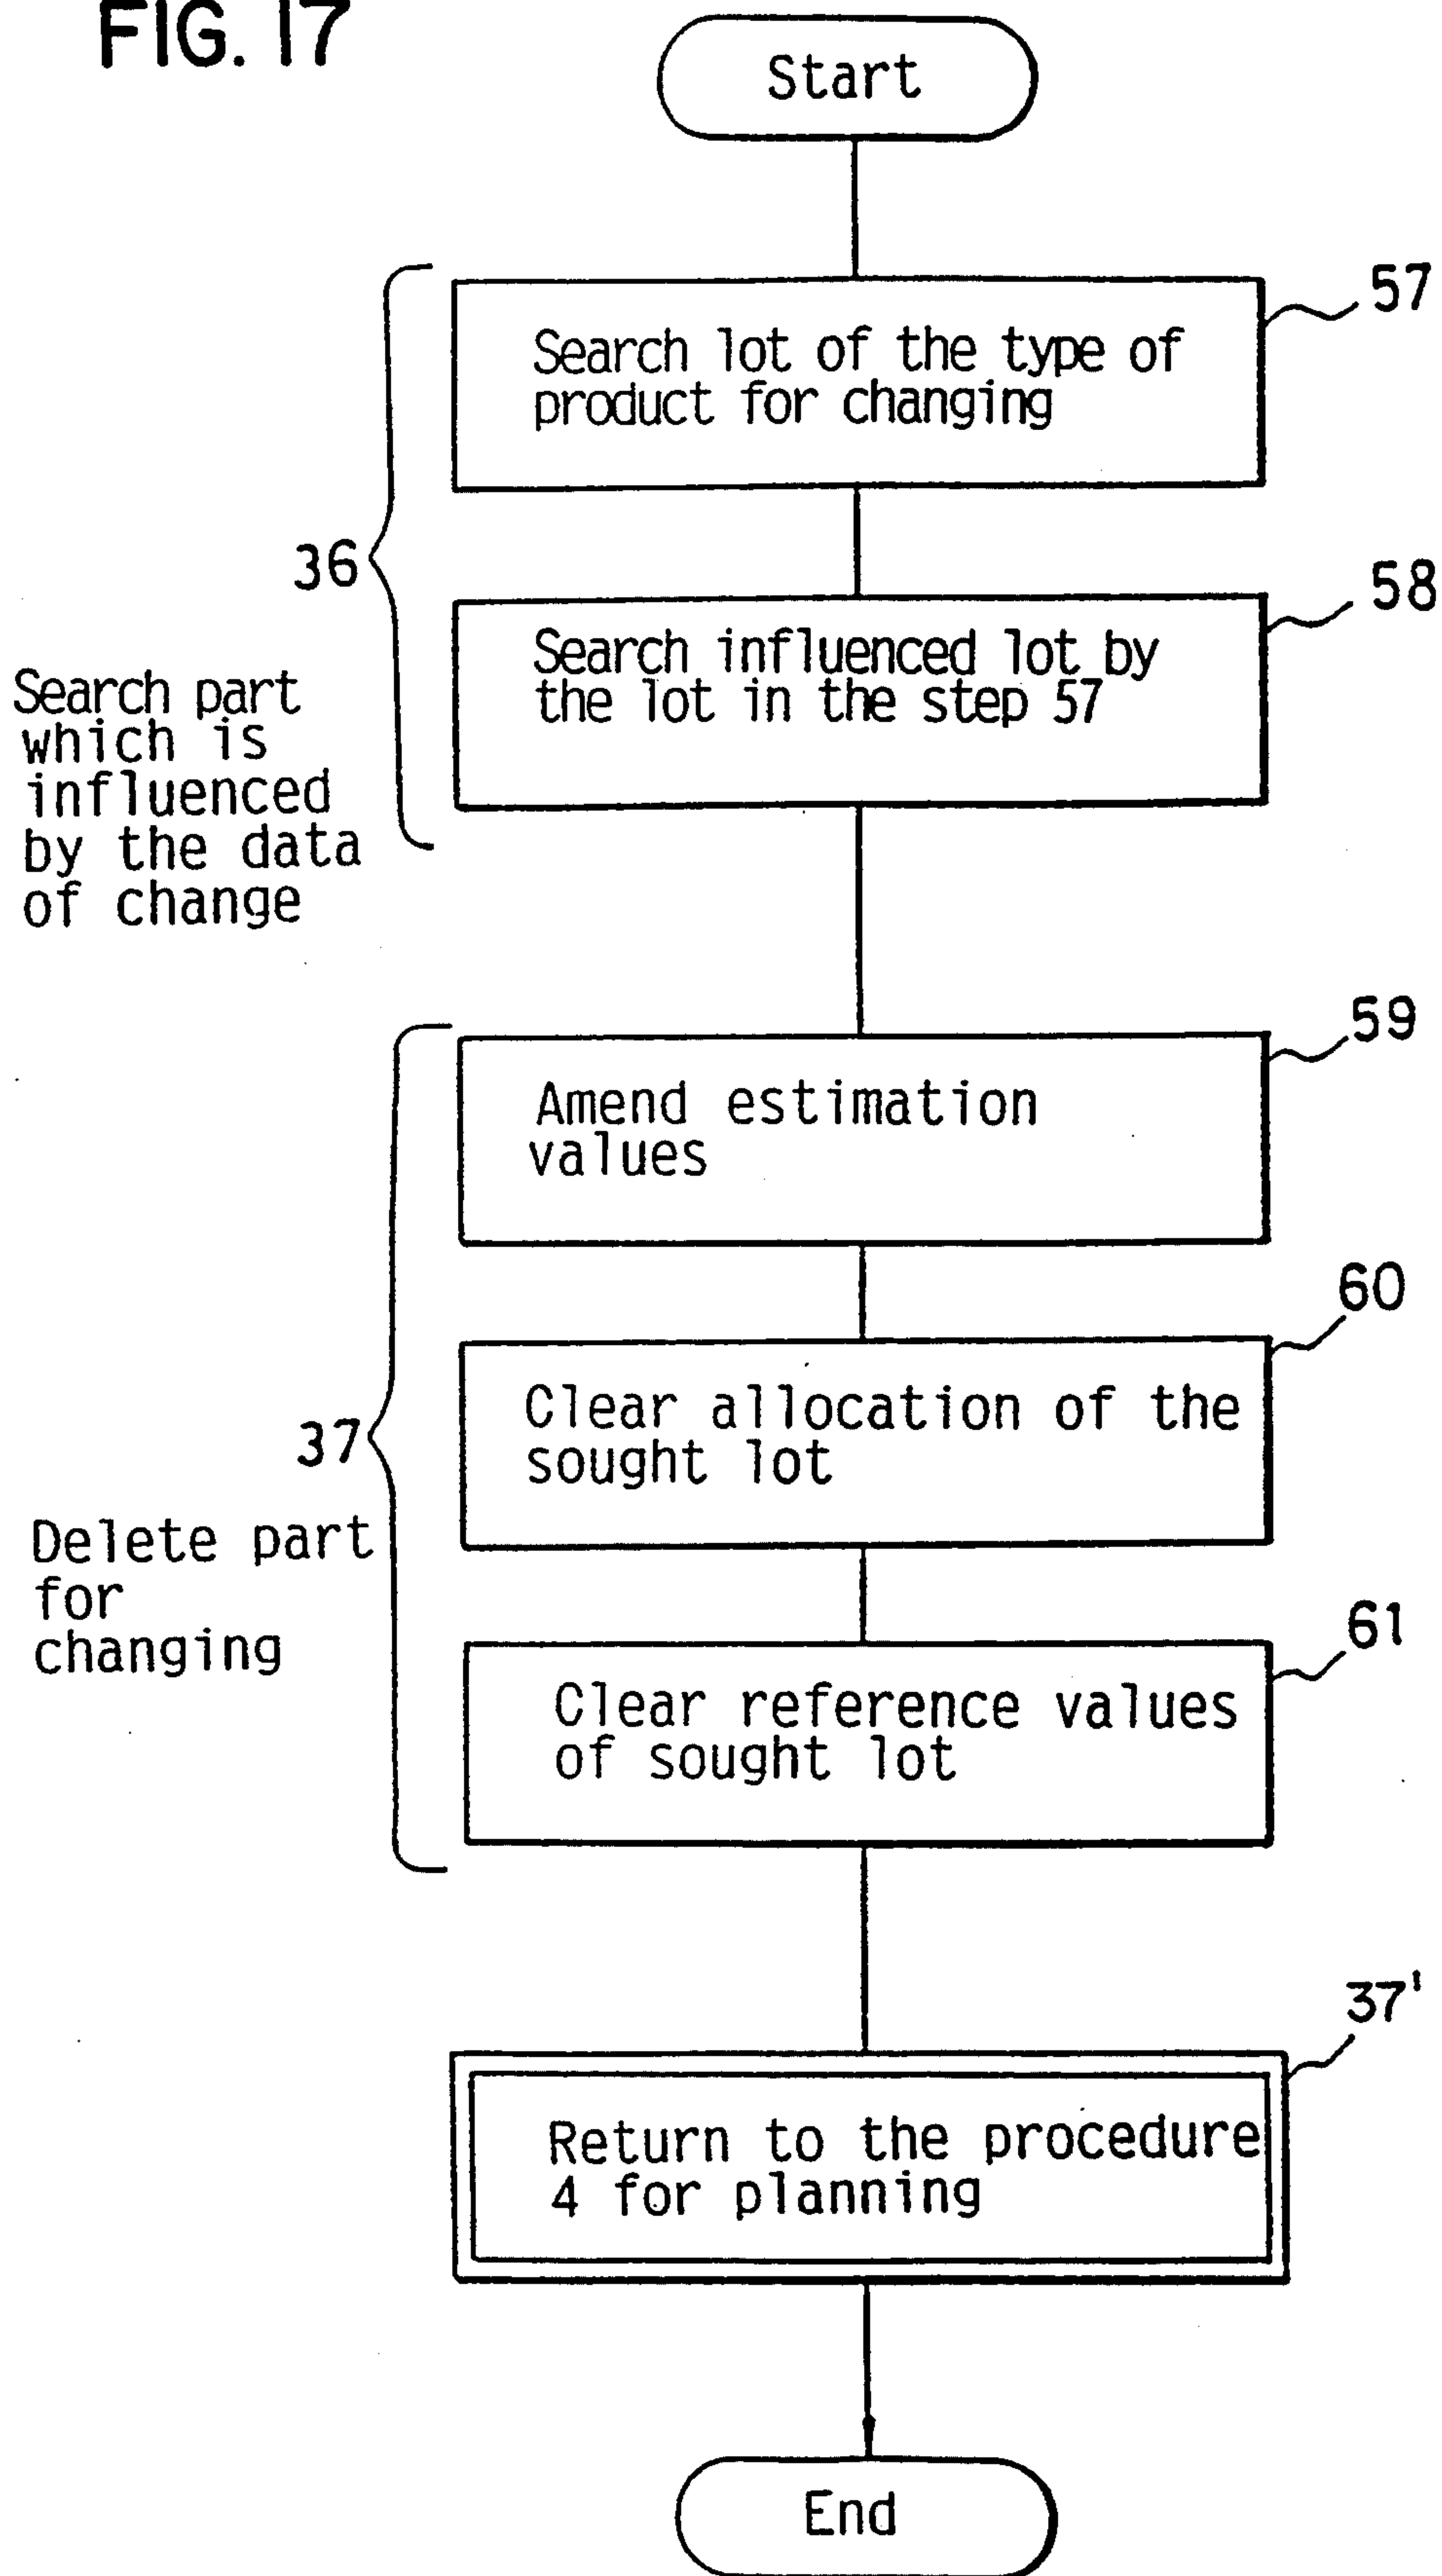 FIG. 17
Start
57
Search lot of the type of
product for changing
36
58
Search influenced lot by
the lot in the step 57
Search part
which is
influenced
by the data
of change
59
Amend estimation
values
60
Clear allocation of the
sought lot
37
Delete part
for
changing
61
Clear reference values
of sought lot
37'
Return to the procedure
4 for planning
End